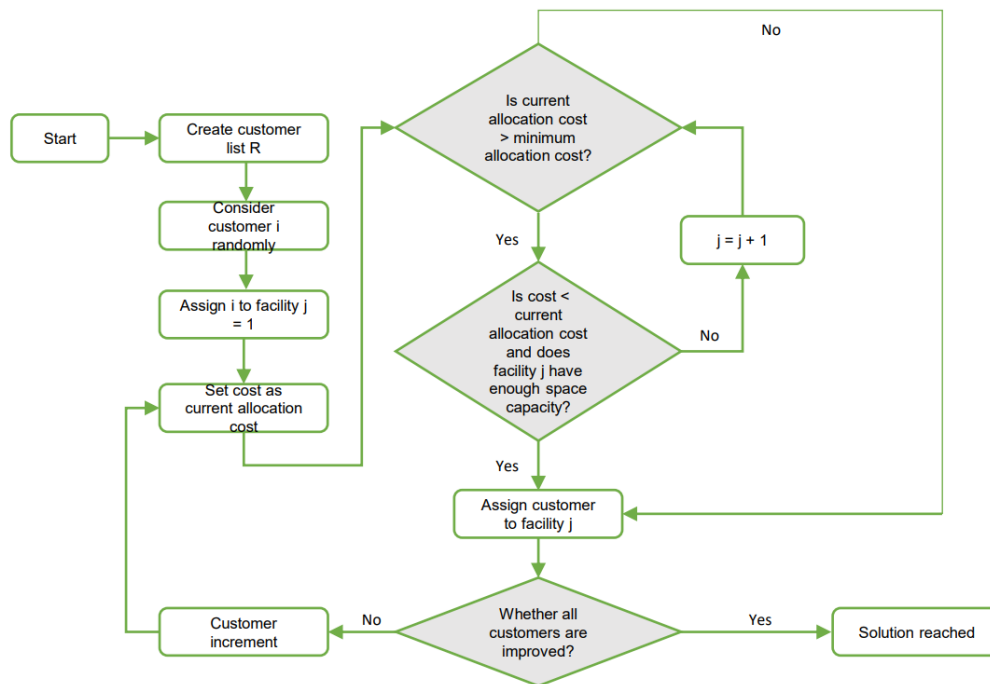 Start
Create customer
list R
Consider
customer i
randomly
Assign i to facility j
= 1
Set cost as
current allocation
cost
No
Is current
allocation cost
> minimum
allocation cost?
Yes
j = j + 1
Is cost <
current
allocation cost
and does
facility j have
enough space
capacity?
No
Yes
Assign customer
to facility j
Whether all
customers are
improved?
No
Customer
increment
Yes
Solution reached